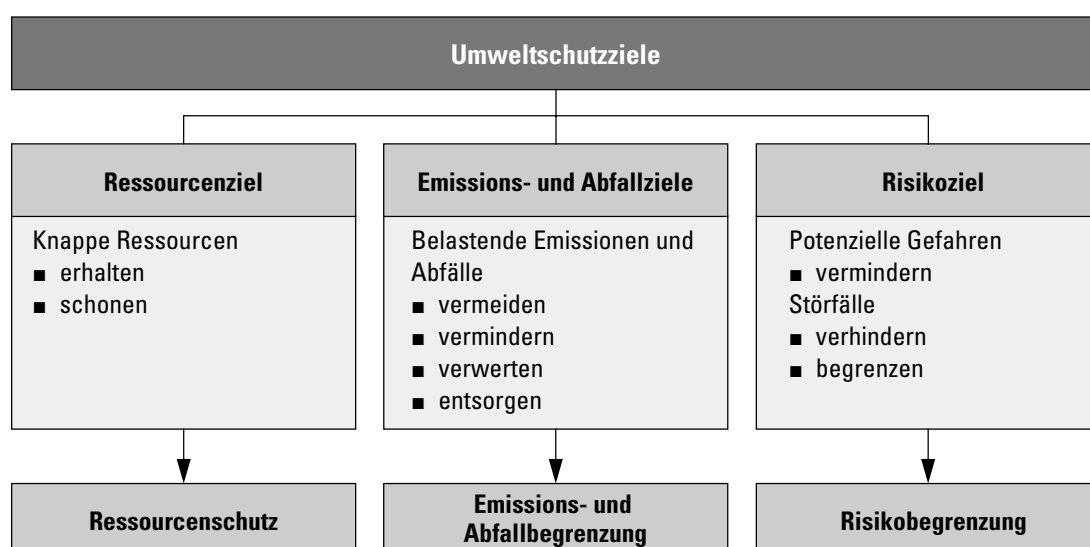 Umweltschutzziele
Ressourcenziel
Knappe Ressourcen
■ erhalten
■ schonen
Ressourcenschutz
Emissions- und Abfallziele
Belastende Emissionen und
Abfälle
■ vermeiden
■ vermindern
■ verwerten
■ entsorgen
Emissions- und
Abfallbegrenzung
Risikoziel
Potenzielle Gefahren
■ vermindern
Störfälle
■ verhindern
■ begrenzen
Risikobegrenzung